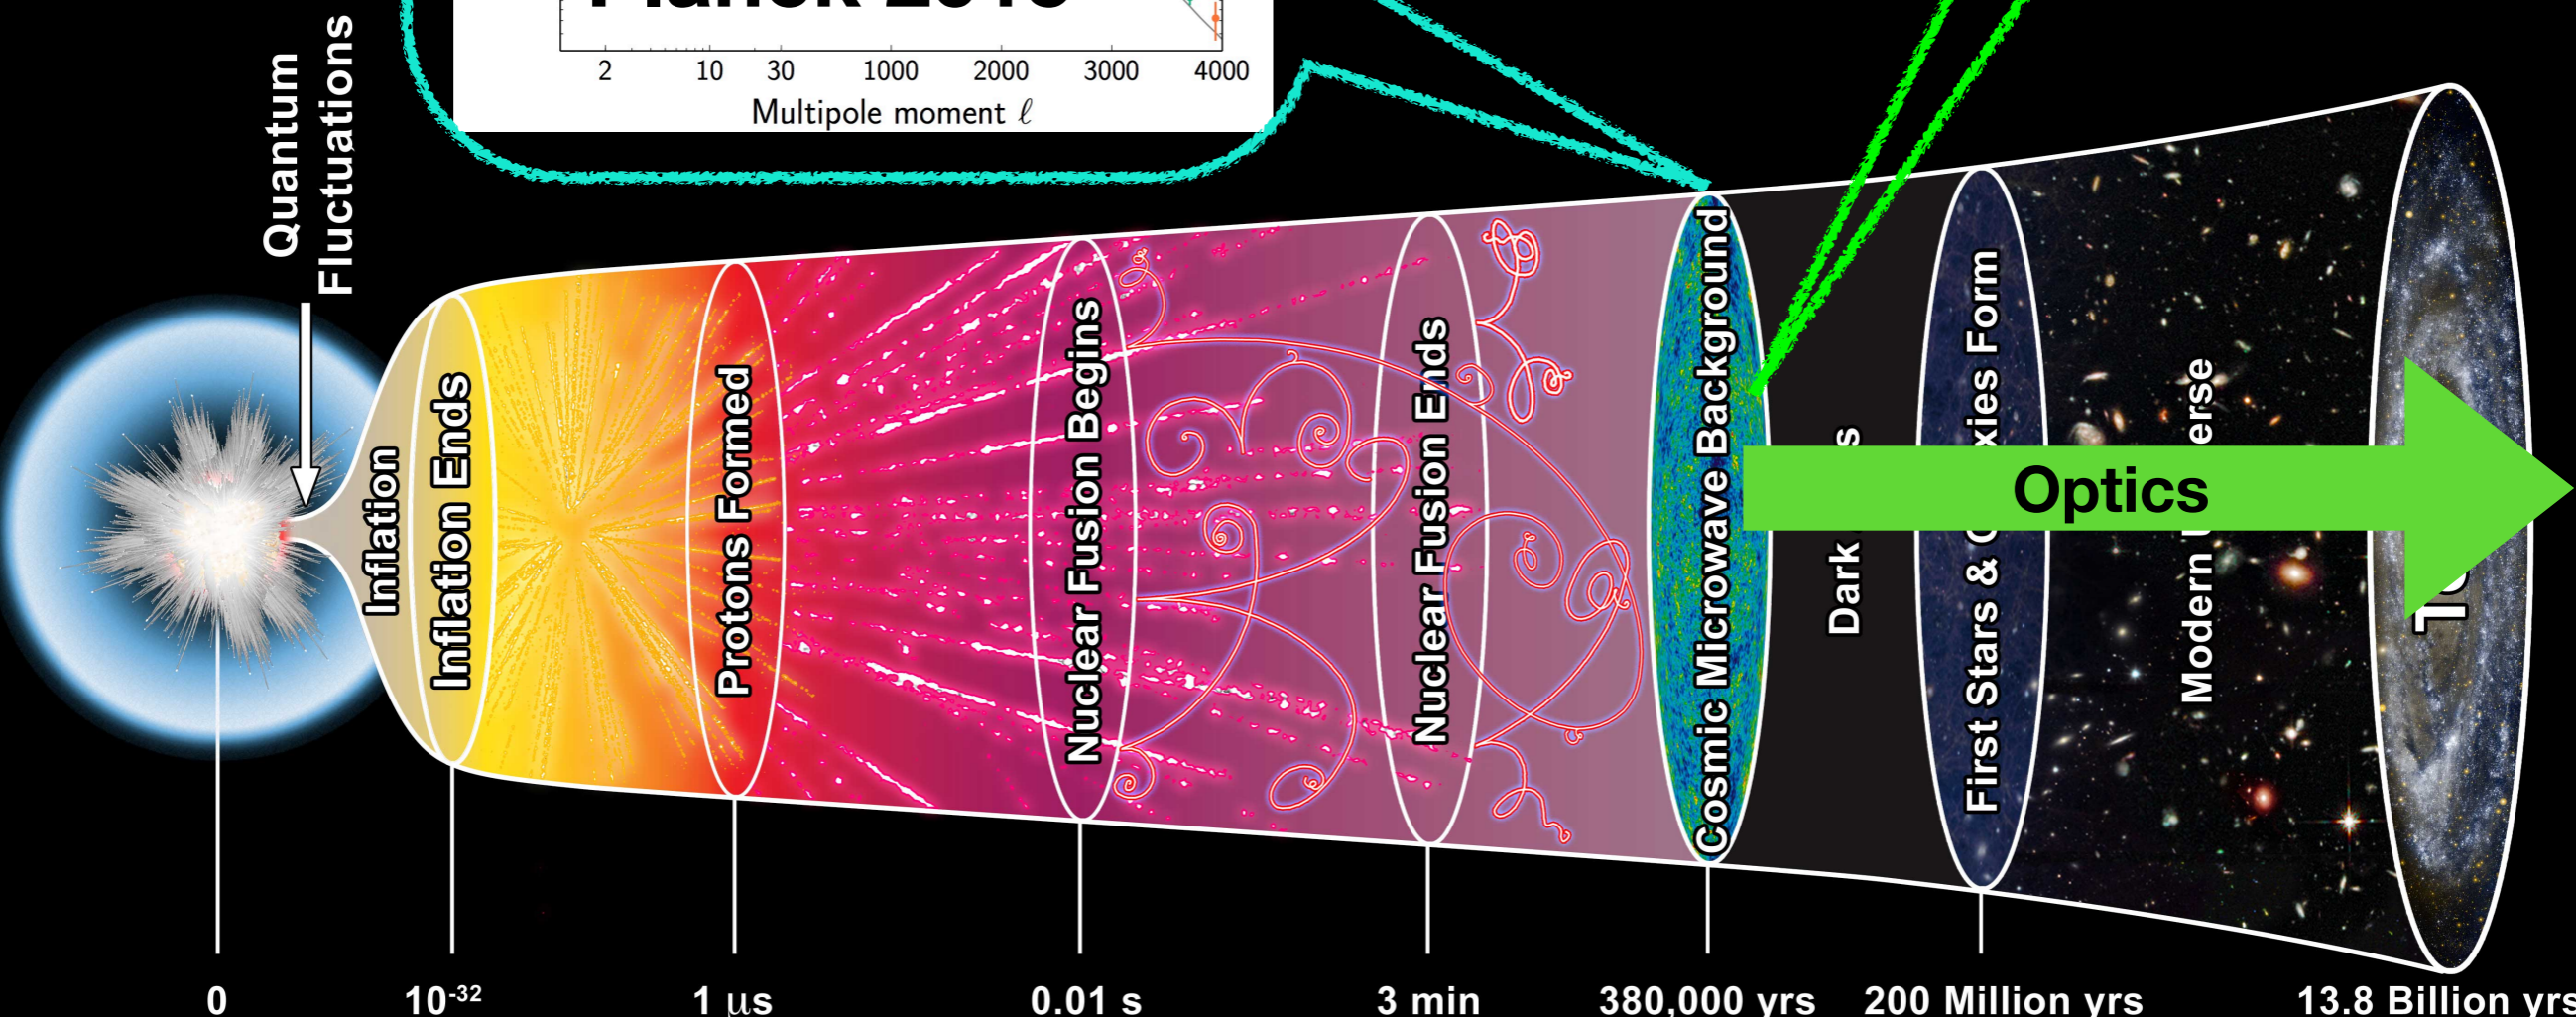 2 10 30 1000 2000 3000 4000
Multipole moment ℓ
Quantum
Fluctuations
Inflation
Inflation Ends
Protons Formed
Nuclear Fusion Begins
Nuclear Fusion Ends
Cosmic Microwave Background
Dark
First Stars &
Form
Modern
Optics
0 10⁻³² 1 μs 0.01 s 3 min 380,000 yrs 200 Million yrs 13.8 Billion yrs